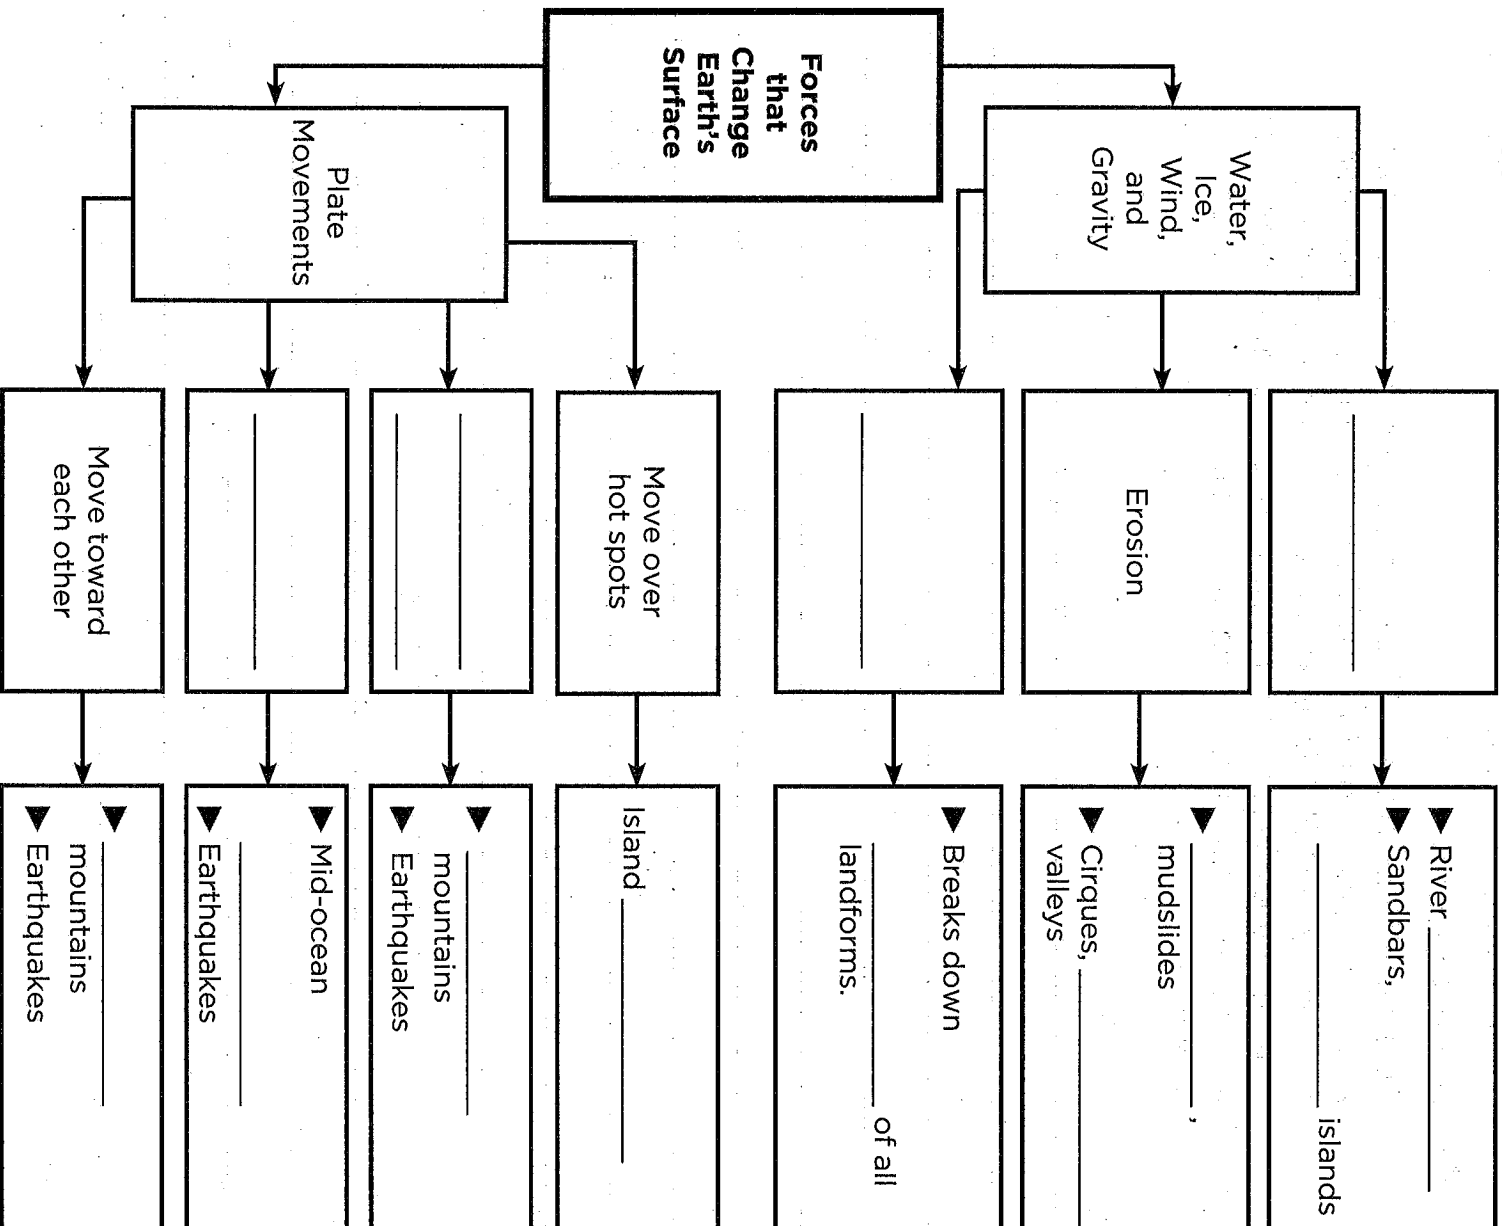 Forces
that
Change
Earth's
Surface
Water,
Ice,
Wind,
and
Gravity
River
Sandbars,
islands
Erosion
,
mudslides
Cirques,
valleys
Breaks down
of all
landforms.
Plate
Movements
Move over
hot spots
Island
mountains
Earthquakes
Mid-ocean
Earthquakes
Move toward
each other
mountains
Earthquakes